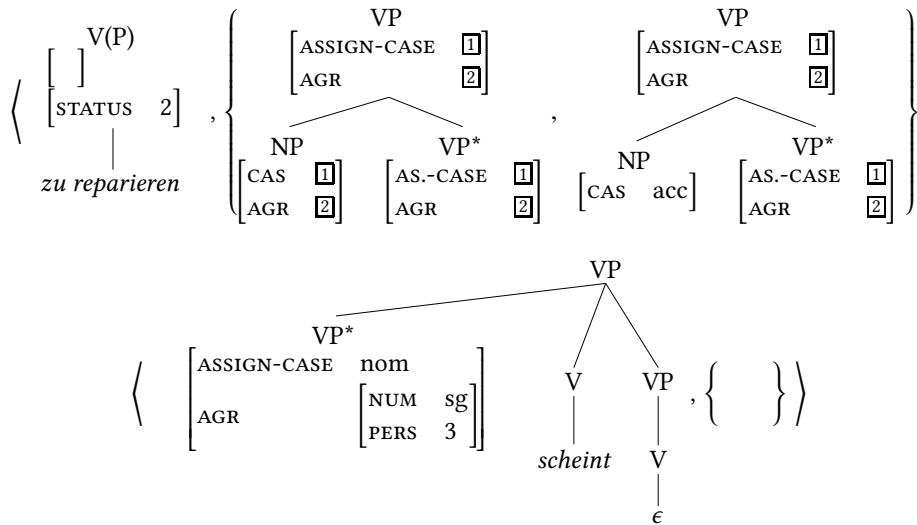 V(P) VP VP
[ ] [ASSIGN-CASE 1] [ASSIGN-CASE 1]
⟨ [STATUS 2] , { [AGR 2] , [AGR 2] }
NP VP* NP VP*
zu reparieren [CAS 1] [AS.-CASE 1] [CAS acc] [AS.-CASE 1]
[AGR 2] [AGR 2] [AGR 2]
VP
VP*
⟨ [ASSIGN-CASE nom] V VP , { } ⟩
AGR [NUM sg]
[PERS 3]
scheint V
ϵ